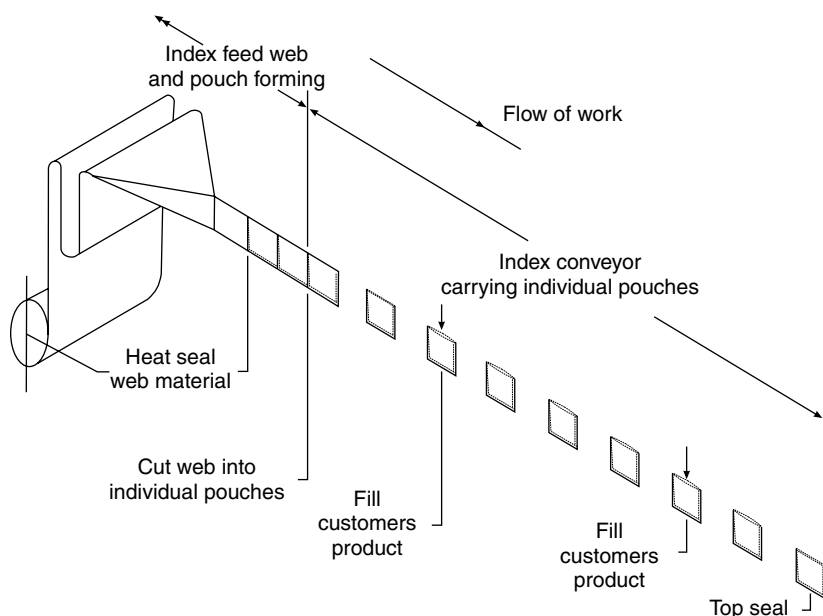 Index feed web
and pouch forming
Flow of work
Index conveyor
carrying individual pouches
Heat seal
web material
Cut web into
individual pouches
Fill
customers
product
Fill
customers
product
Top seal